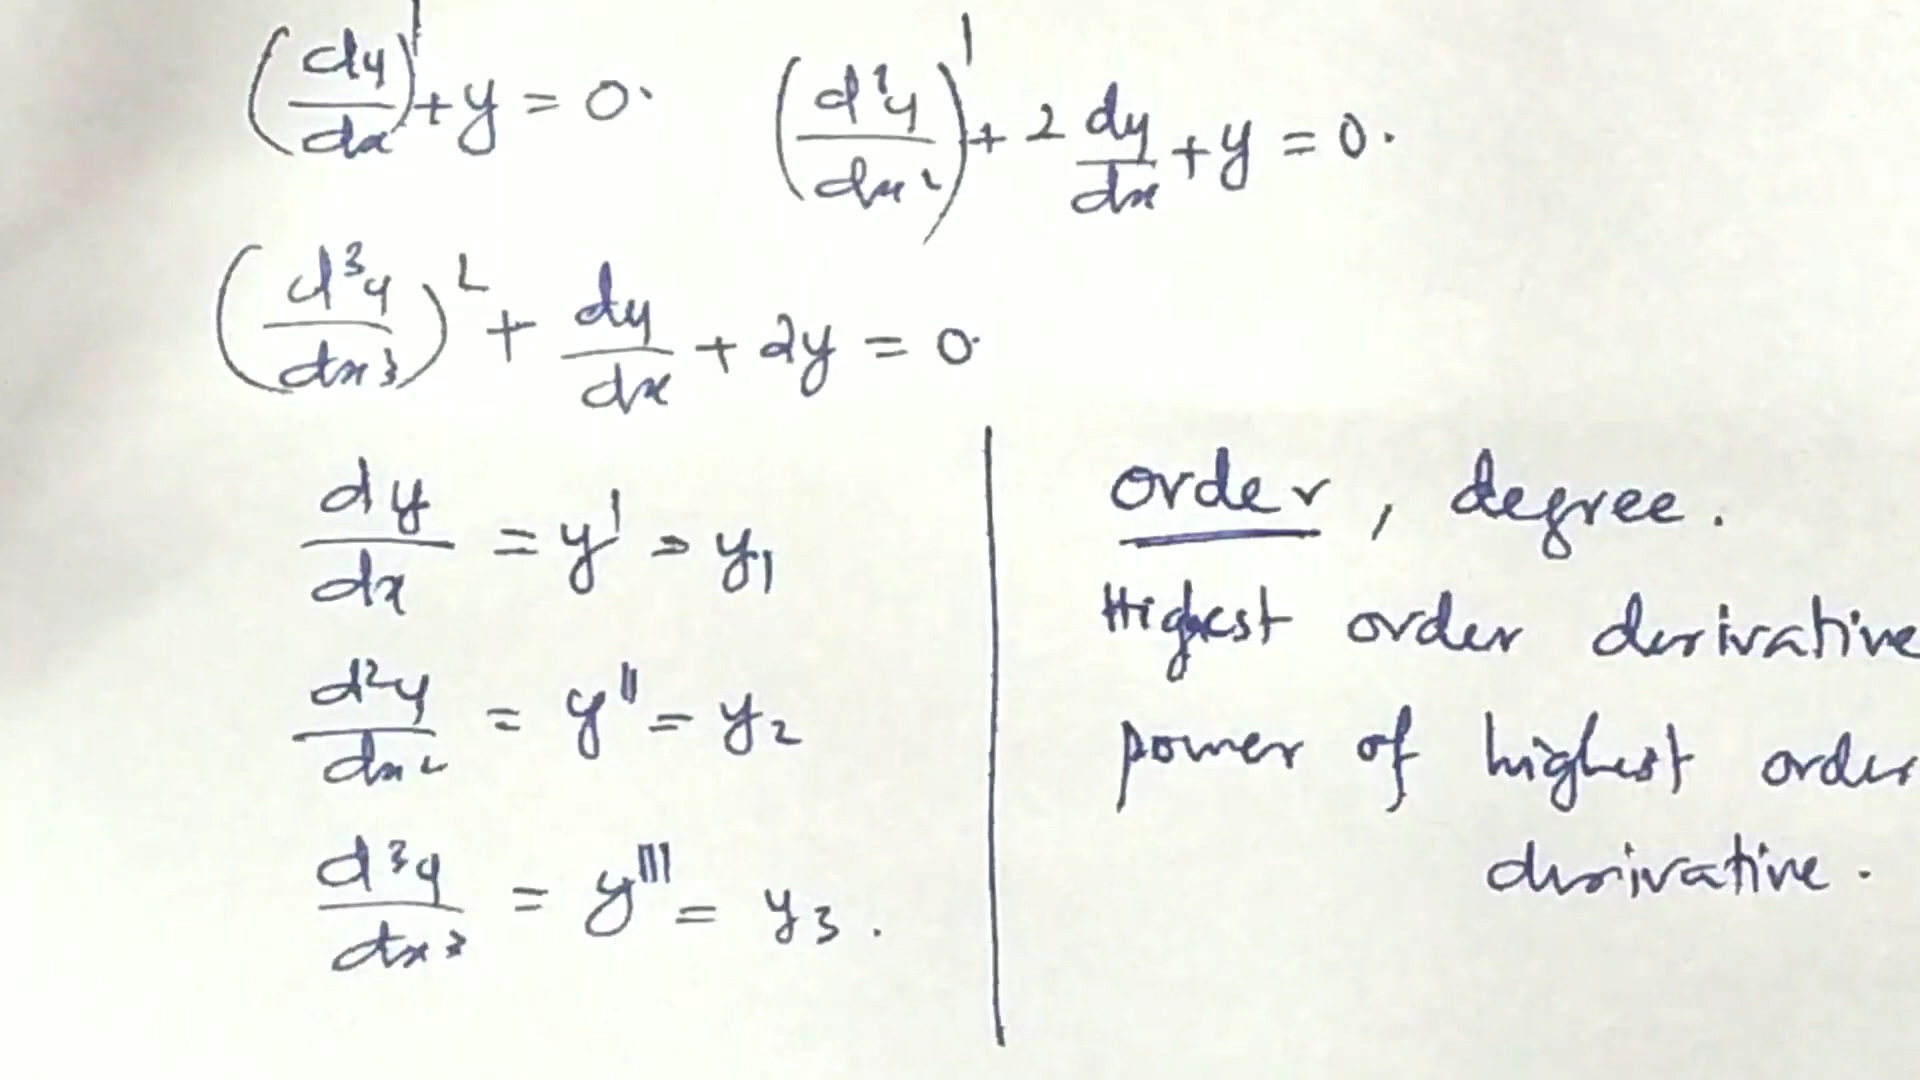 (dy/dx)¹ + y = 0. (d²y/dx²)¹ + 2 dy/dx + y = 0.
(d³y/dx³)² + dy/dx + 2y = 0.
dy/dx = y' = y₁
order, degree.
Highest order derivative
d²y/dx² = y'' = y₂
power of highest order
derivative.
d³y/dx³ = y''' = y₃.